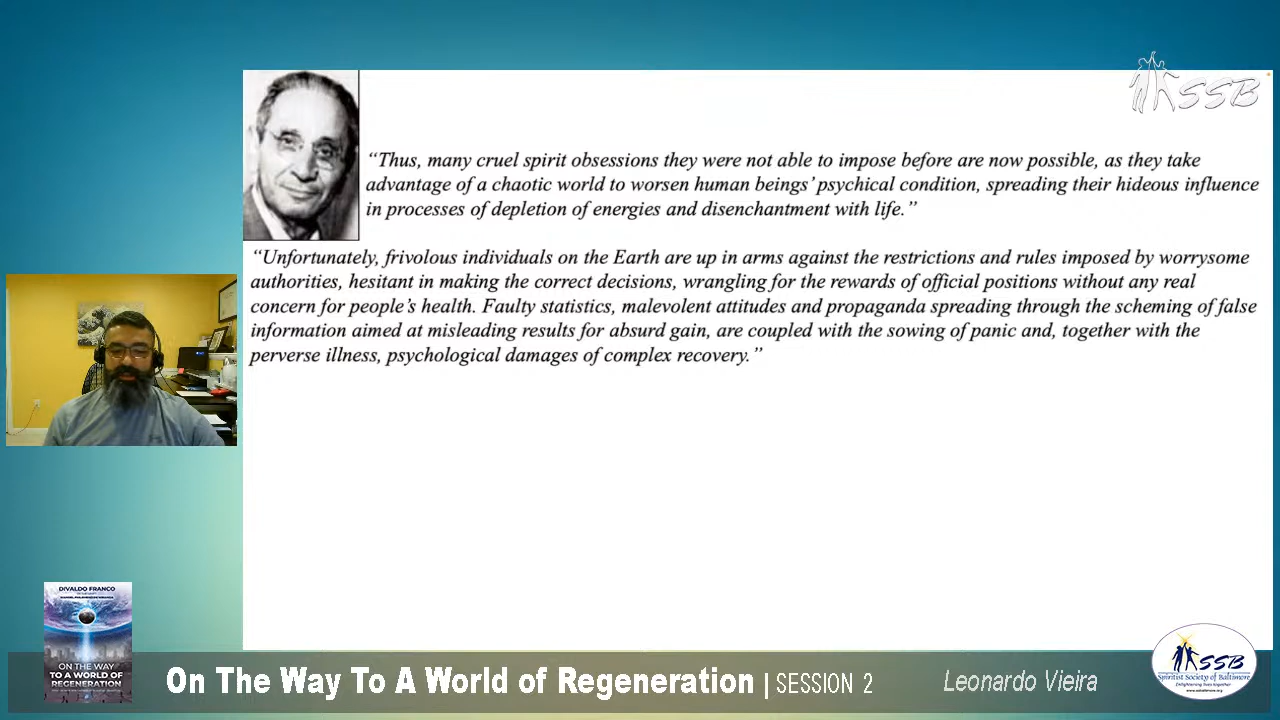 SSB
“Thus, many cruel spirit obsessions they were not able to impose before are now possible, as they take
advantage of a chaotic world to worsen human beings’ psychical condition, spreading their hideous influence
in processes of depletion of energies and disenchantment with life.”
“Unfortunately, frivolous individuals on the Earth are up in arms against the restrictions and rules imposed by worrysome
authorities, hesitant in making the correct decisions, wrangling for the rewards of official positions without any real
concern for people’s health. Faulty statistics, malevolent attitudes and propaganda spreading through the scheming of false
information aimed at misleading results for absurd gain, are coupled with the sowing of panic and, together with the
perverse illness, psychological damages of complex recovery.”
DIVALDO FRANCO
ON THE WAY
TO A WORLD OF
REGENERATION
On The Way To A World of Regeneration | SESSION 2
Leonardo Vieira
SSB
Spiritist Society of Baltimore
Enlightening lives together